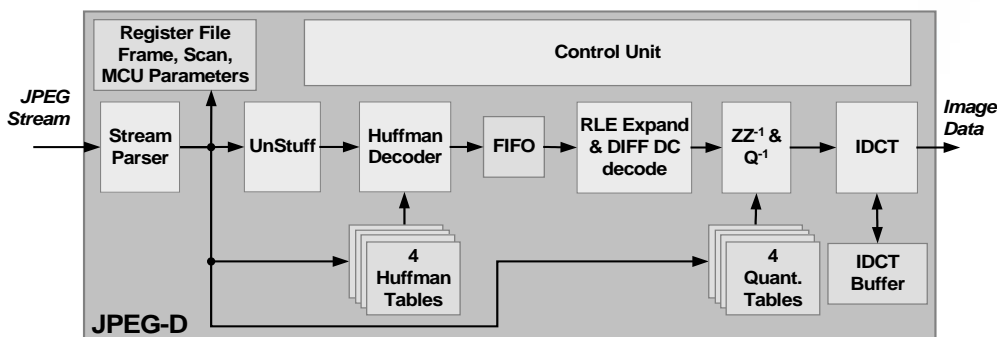 Register File
Frame, Scan,
MCU Parameters
Control Unit
JPEG
Stream
Image
Data
Stream
Parser
UnStuff
Huffman
Decoder
FIFO
RLE Expand
& DIFF DC
decode
ZZ⁻¹ &
Q⁻¹
IDCT
4
Huffman
Tables
4
Quant.
Tables
IDCT
Buffer
JPEG-D